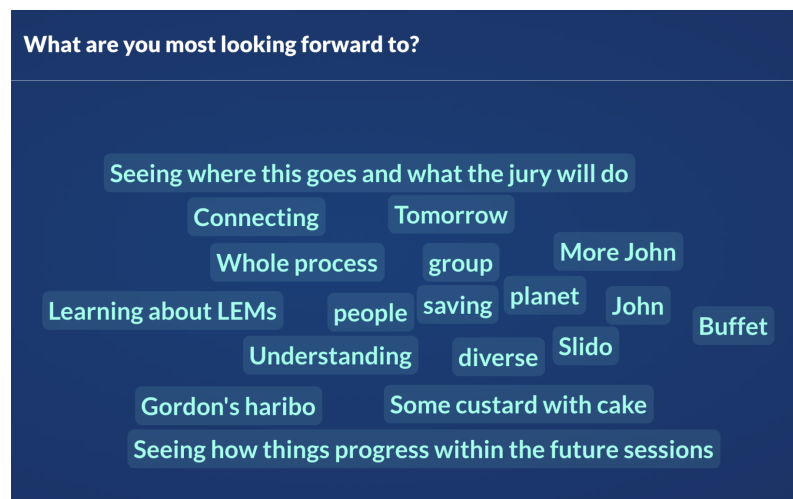 What are you most looking forward to?
Seeing where this goes and what the jury will do
Connecting
Tomorrow
Whole process
group
More John
Learning about LEMs
people
saving
planet
John
Buffet
Understanding
diverse
Slido
Gordon's haribo
Some custard with cake
Seeing how things progress within the future sessions